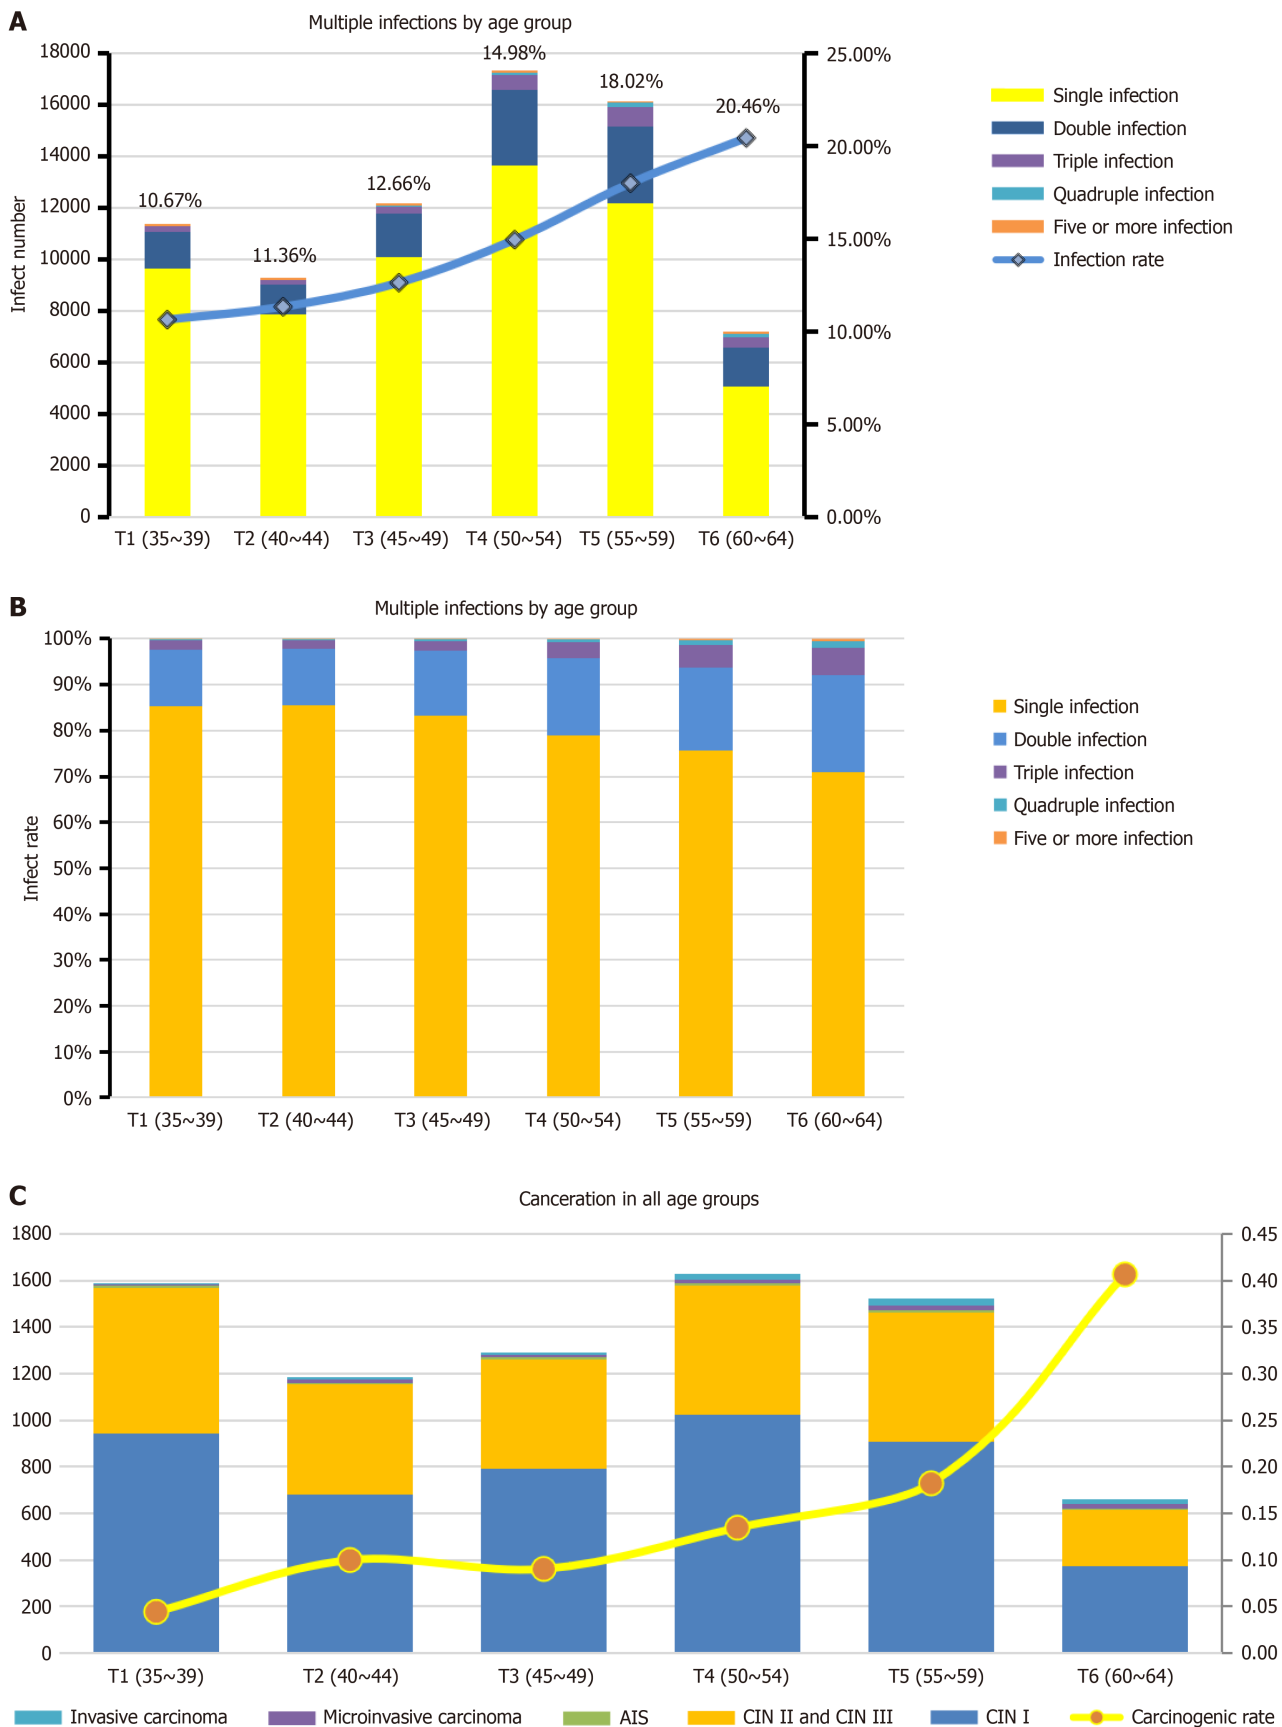 A
Multiple infections by age group
18000
16000
14000
12000
10000
8000
6000
4000
2000
0
Infect number
10.67%
11.36%
12.66%
14.98%
18.02%
20.46%
25.00%
20.00%
15.00%
10.00%
5.00%
0.00%
T1 (35~39) T2 (40~44) T3 (45~49) T4 (50~54) T5 (55~59) T6 (60~64)
Single infection
Double infection
Triple infection
Quadruple infection
Five or more infection
Infection rate
B
Multiple infections by age group
100%
90%
80%
70%
60%
50%
40%
30%
20%
10%
0%
Infect rate
T1 (35~39) T2 (40~44) T3 (45~49) T4 (50~54) T5 (55~59) T6 (60~64)
Single infection
Double infection
Triple infection
Quadruple infection
Five or more infection
C
Canceration in all age groups
1800
1600
1400
1200
1000
800
600
400
200
0
0.45
0.40
0.35
0.30
0.25
0.20
0.15
0.10
0.05
0.00
T1 (35~39) T2 (40~44) T3 (45~49) T4 (50~54) T5 (55~59) T6 (60~64)
Invasive carcinoma Microinvasive carcinoma AIS CIN II and CIN III CIN I Carcinogenic rate